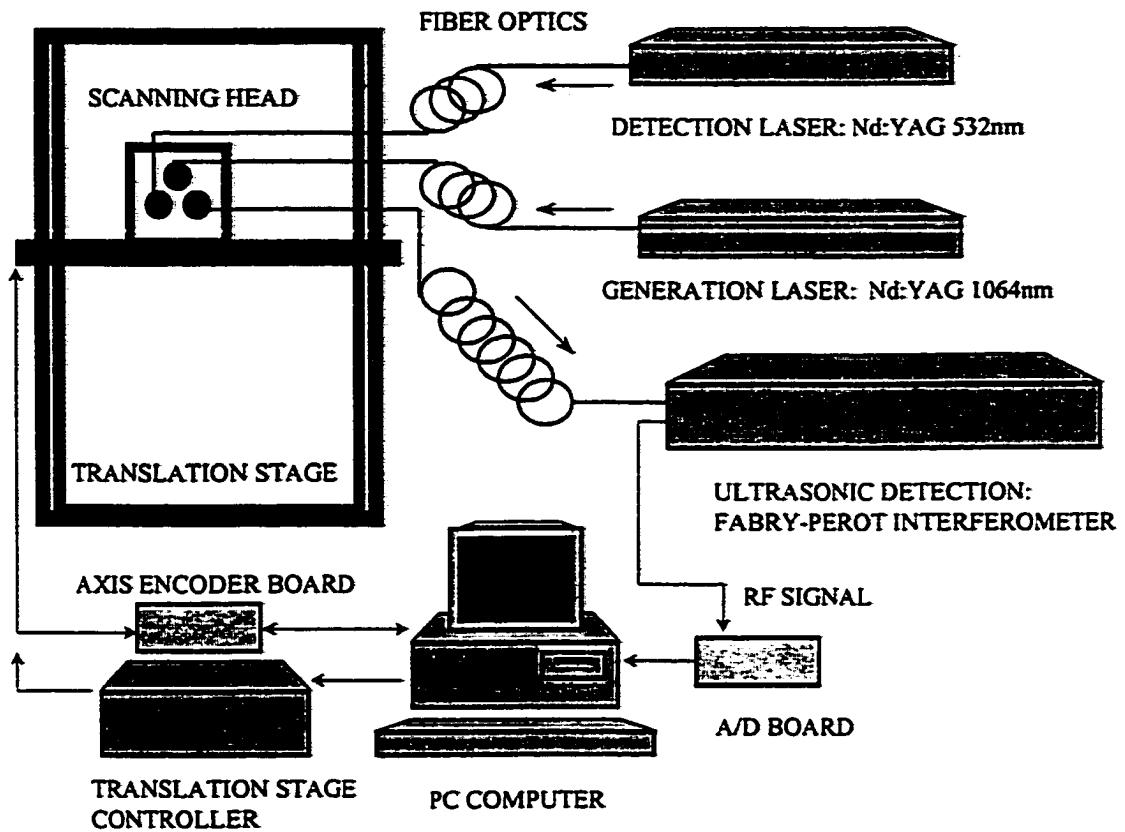 FIBER OPTICS
SCANNING HEAD
DETECTION LASER: Nd:YAG 532nm
GENERATION LASER: Nd:YAG 1064nm
TRANSLATION STAGE
ULTRASONIC DETECTION:
FABRY-PEROT INTERFEROMETER
AXIS ENCODER BOARD
RF SIGNAL
A/D BOARD
TRANSLATION STAGE
CONTROLLER
PC COMPUTER